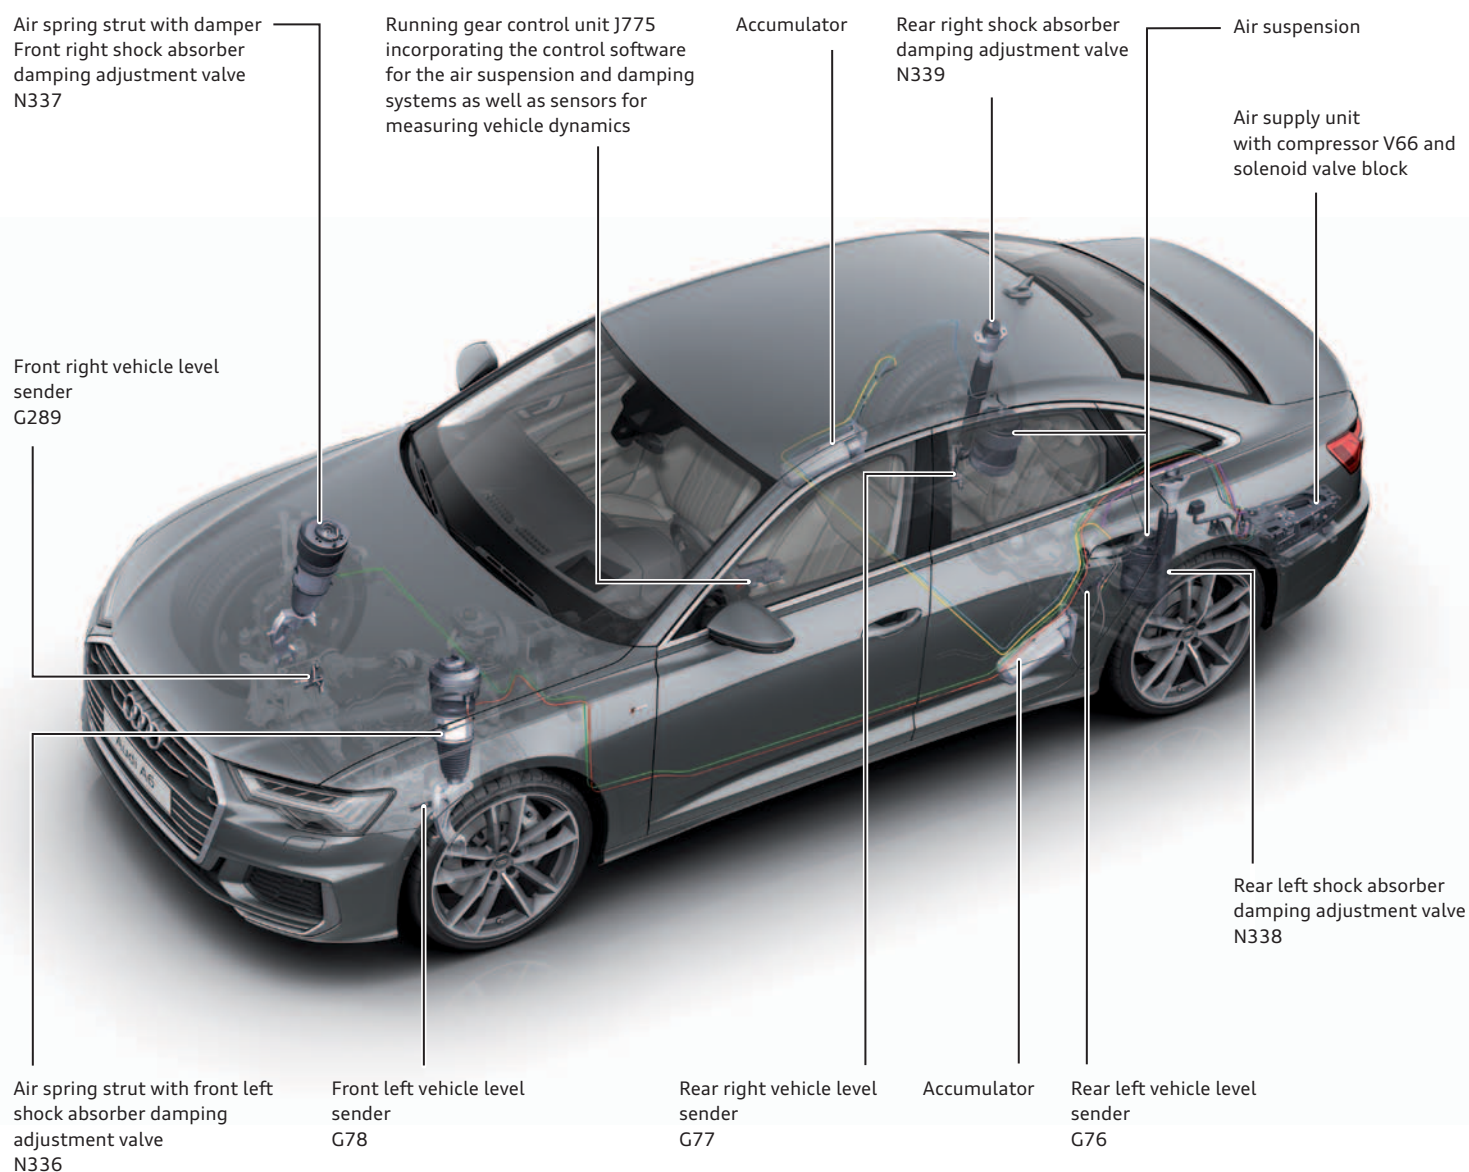 Air spring strut with damper
Front right shock absorber
damping adjustment valve
N337
Running gear control unit J775
incorporating the control software
for the air suspension and damping
systems as well as sensors for
measuring vehicle dynamics
Accumulator
Rear right shock absorber
damping adjustment valve
N339
Air suspension
Air supply unit
with compressor V66 and
solenoid valve block
Front right vehicle level
sender
G289
Audi A6
Rear left shock absorber
damping adjustment valve
N338
Air spring strut with front left
shock absorber damping
adjustment valve
N336
Front left vehicle level
sender
G78
Rear right vehicle level
sender
G77
Accumulator
Rear left vehicle level
sender
G76